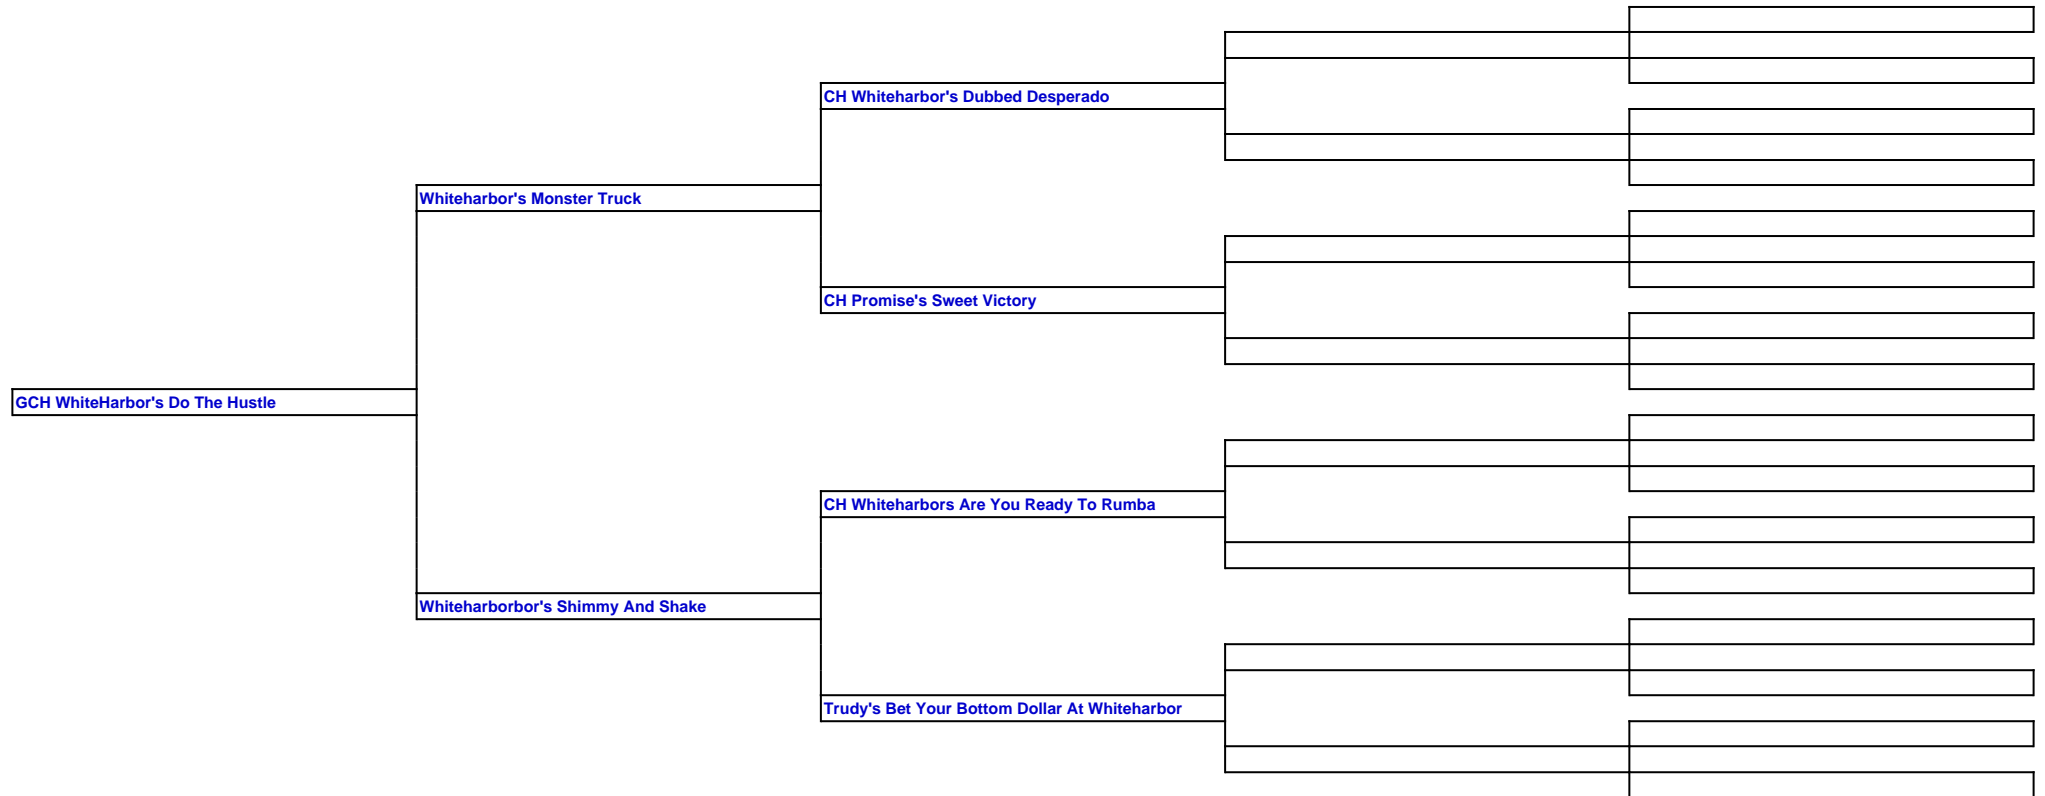 CH Whiteharbor's Dubbed Desperado
Whiteharbor's Monster Truck
CH Promise's Sweet Victory
GCH WhiteHarbor's Do The Hustle
CH Whiteharbors Are You Ready To Rumba
Whiteharborbor's Shimmy And Shake
Trudy's Bet Your Bottom Dollar At Whiteharbor